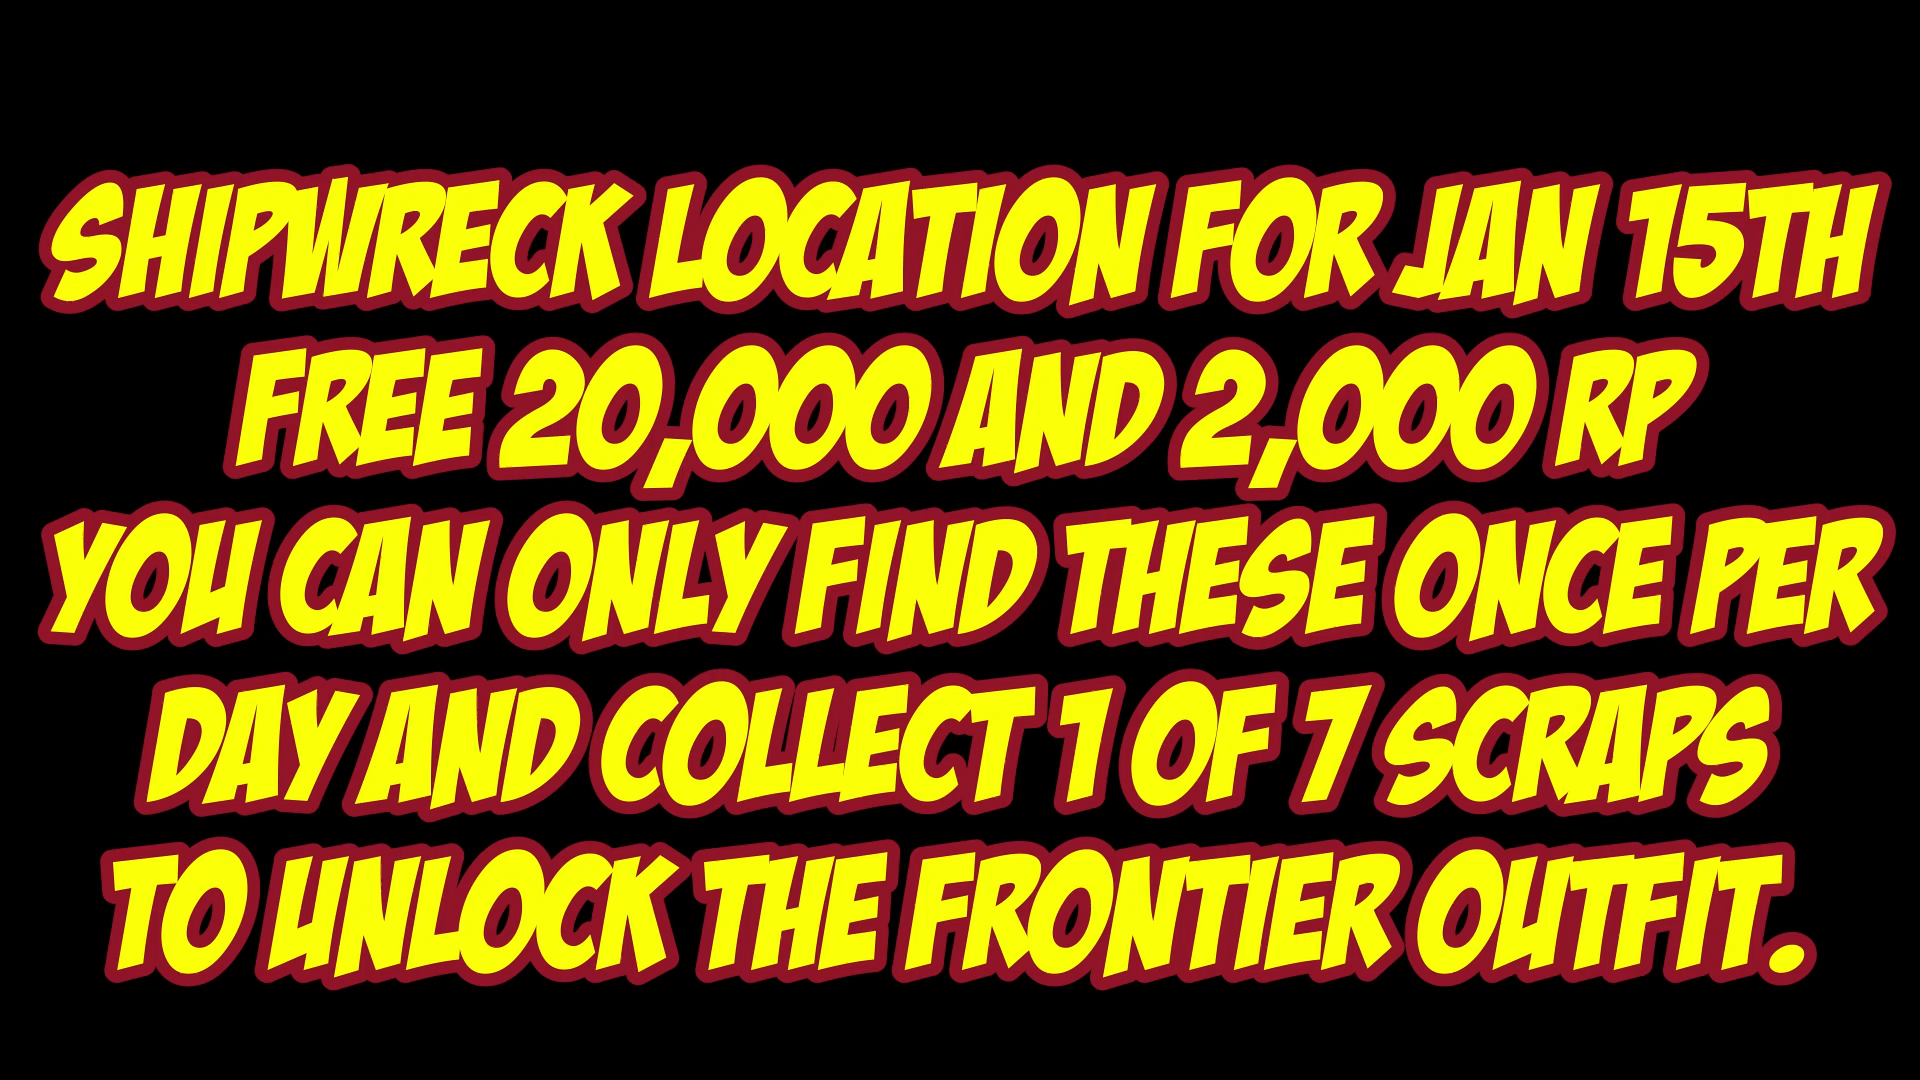 SHIPWRECK LOCATION FOR JAN 15TH
FREE 20,000 AND 2,000 RP
YOU CAN ONLY FIND THESE ONCE PER
DAY AND COLLECT 1 OF 7 SCRAPS
TO UNLOCK THE FRONTIER OUTFIT.